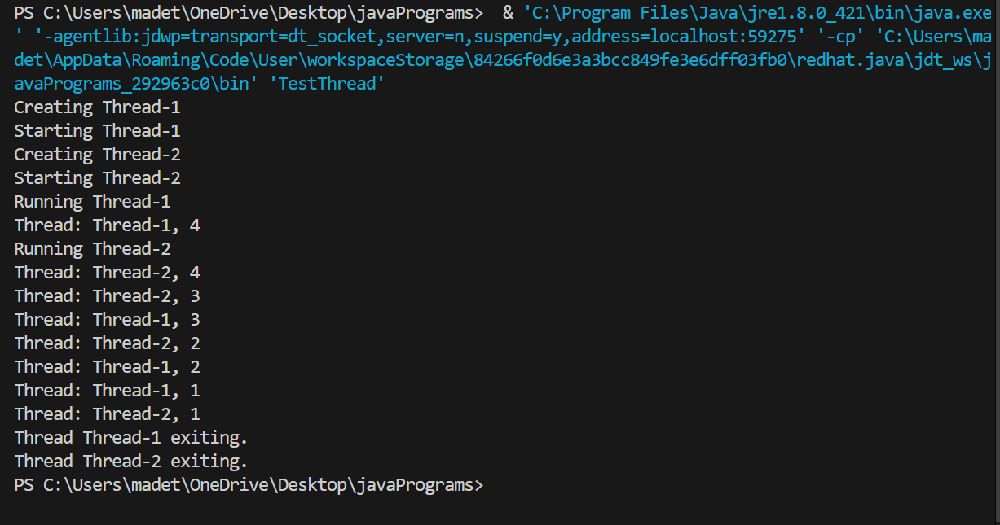 PS C:\Users\madet\OneDrive\Desktop\javaPrograms>  & 'C:\Program Files\Java\jre1.8.0_421\bin\java.exe
' '-agentlib:jdwp=transport=dt_socket,server=n,suspend=y,address=localhost:59275' '-cp' 'C:\Users\ma
det\AppData\Roaming\Code\User\workspaceStorage\84266f0d6e3a3bcc849fe3e6dff03fb0\redhat.java\jdt_ws\j
avaPrograms_292963c0\bin' 'TestThread'
Creating Thread-1
Starting Thread-1
Creating Thread-2
Starting Thread-2
Running Thread-1
Thread: Thread-1, 4
Running Thread-2
Thread: Thread-2, 4
Thread: Thread-2, 3
Thread: Thread-1, 3
Thread: Thread-2, 2
Thread: Thread-1, 2
Thread: Thread-1, 1
Thread: Thread-2, 1
Thread Thread-1 exiting.
Thread Thread-2 exiting.
PS C:\Users\madet\OneDrive\Desktop\javaPrograms>